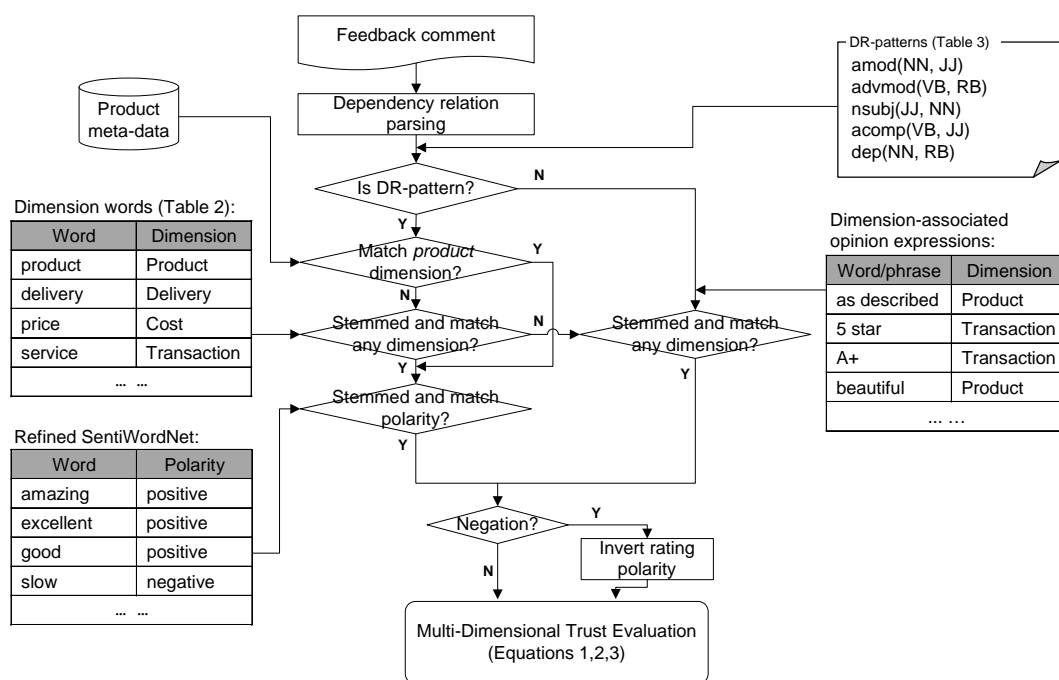 Feedback comment
DR-patterns (Table 3)
amod(NN, JJ)
advmod(VB, RB)
nsubj(JJ, NN)
acomp(VB, JJ)
dep(NN, RB)
Product
meta-data
Dependency relation
parsing
Is DR-pattern?
N
Y
Dimension words (Table 2):
Word Dimension
product Product
delivery Delivery
price Cost
service Transaction
... ...
Match product
dimension?
Y
N
Stemmed and match
any dimension?
N
Y
Stemmed and match
any dimension?
Y
Dimension-associated
opinion expressions:
Word/phrase Dimension
as described Product
5 star Transaction
A+ Transaction
beautiful Product
... ...
Stemmed and match
polarity?
Y
Refined SentiWordNet:
Word Polarity
amazing positive
excellent positive
good positive
slow negative
... ...
Negation?
Y
N
Invert rating
polarity
Multi-Dimensional Trust Evaluation
(Equations 1,2,3)